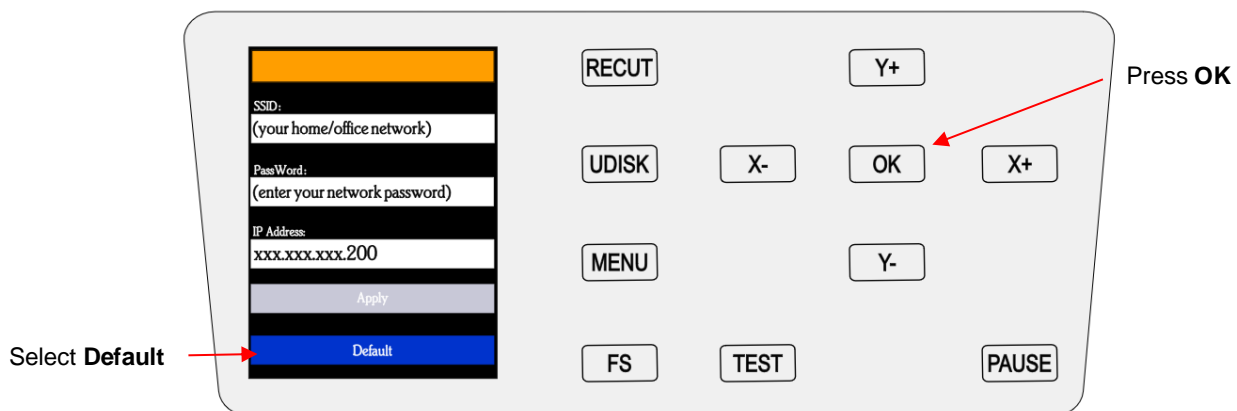 SSID:
(your home/office network)
PassWord:
(enter your network password)
IP Address:
xxx.xxx.xxx.200
Apply
Default
Select Default
RECUT
Y+
Press OK
UDISK
X-
OK
X+
MENU
Y-
FS
TEST
PAUSE